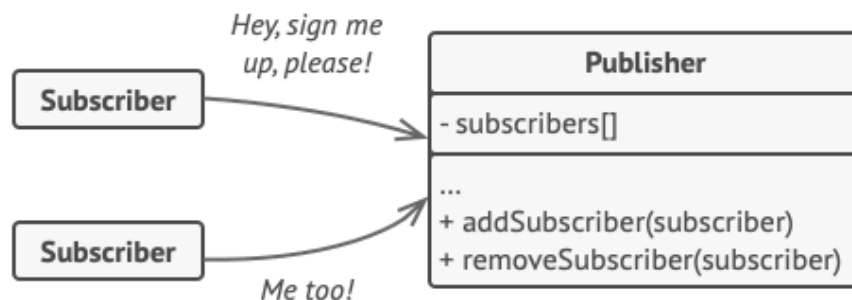 Hey, sign me
up, please!
Subscriber
Publisher
- subscribers[]
...
+ addSubscriber(subscriber)
+ removeSubscriber(subscriber)
Subscriber
Me too!